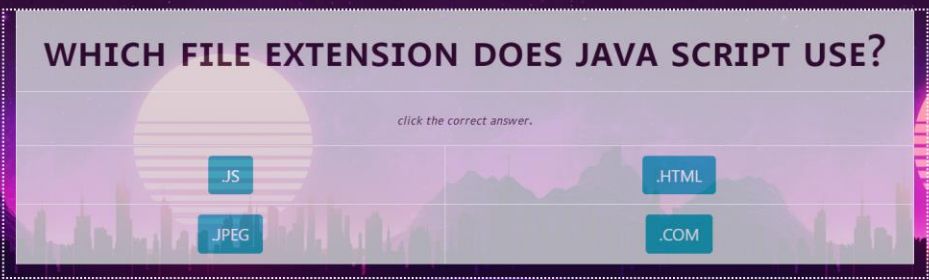 WHICH FILE EXTENSION DOES JAVA SCRIPT USE?
click the correct answer.
.JS .HTML
.JPEG .COM